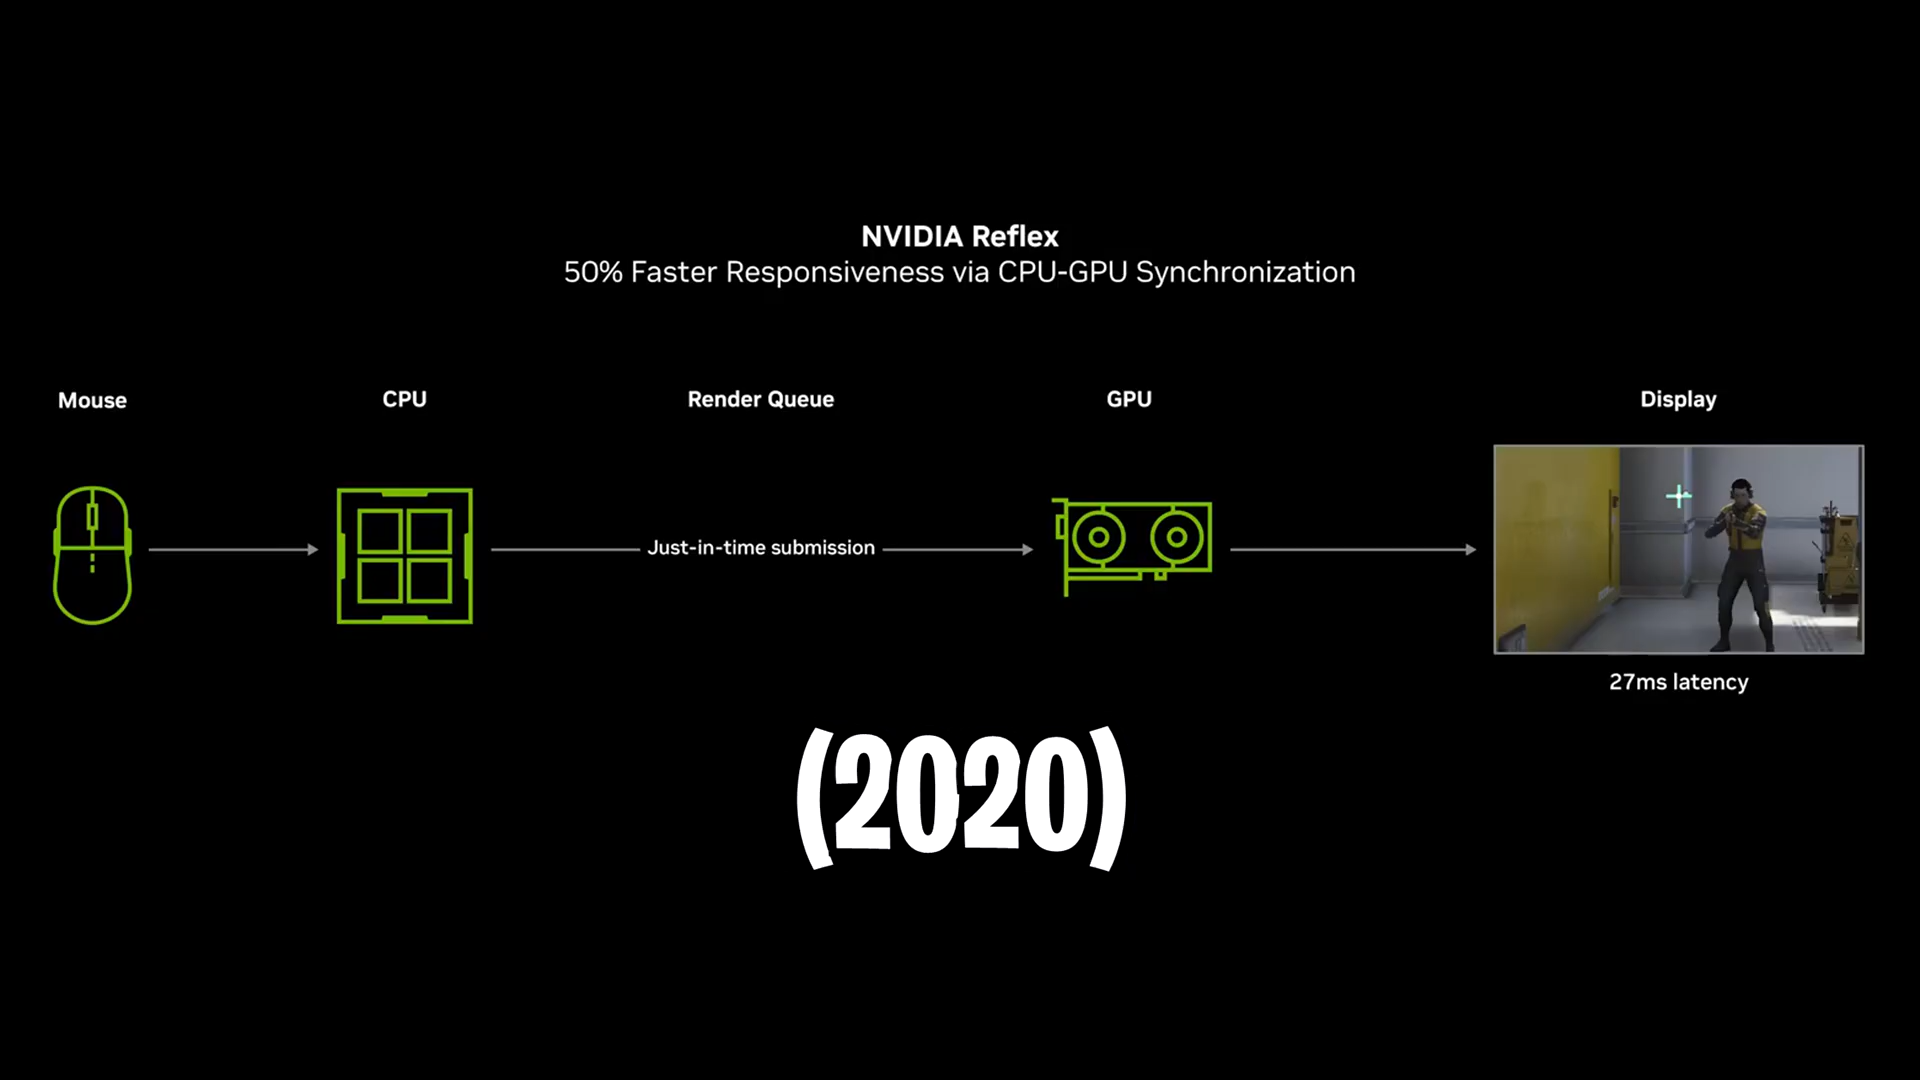 NVIDIA Reflex
50% Faster Responsiveness via CPU-GPU Synchronization
Mouse
CPU
Render Queue
GPU
Display
Just-in-time submission
27ms latency
(2020)